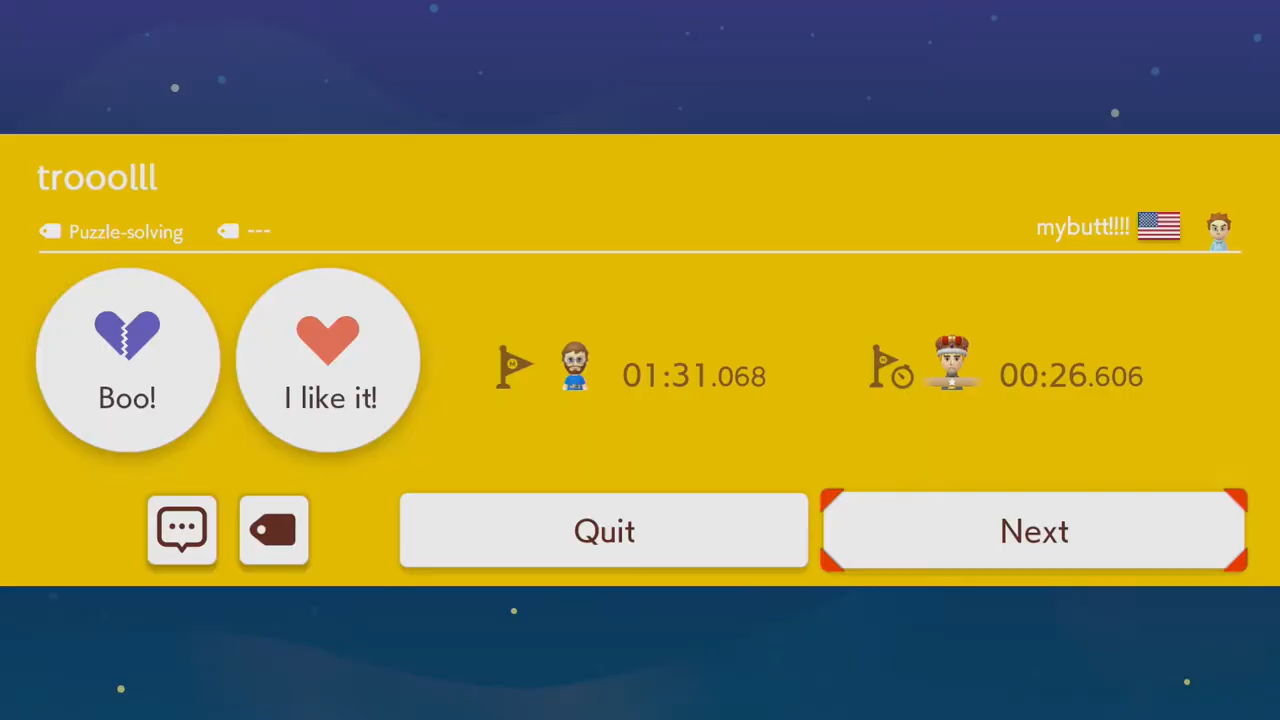 trooolll
Puzzle-solving ---
mybutt!!!!
Boo!
I like it!
M
01:31.068
M
00:26.606
Quit
Next